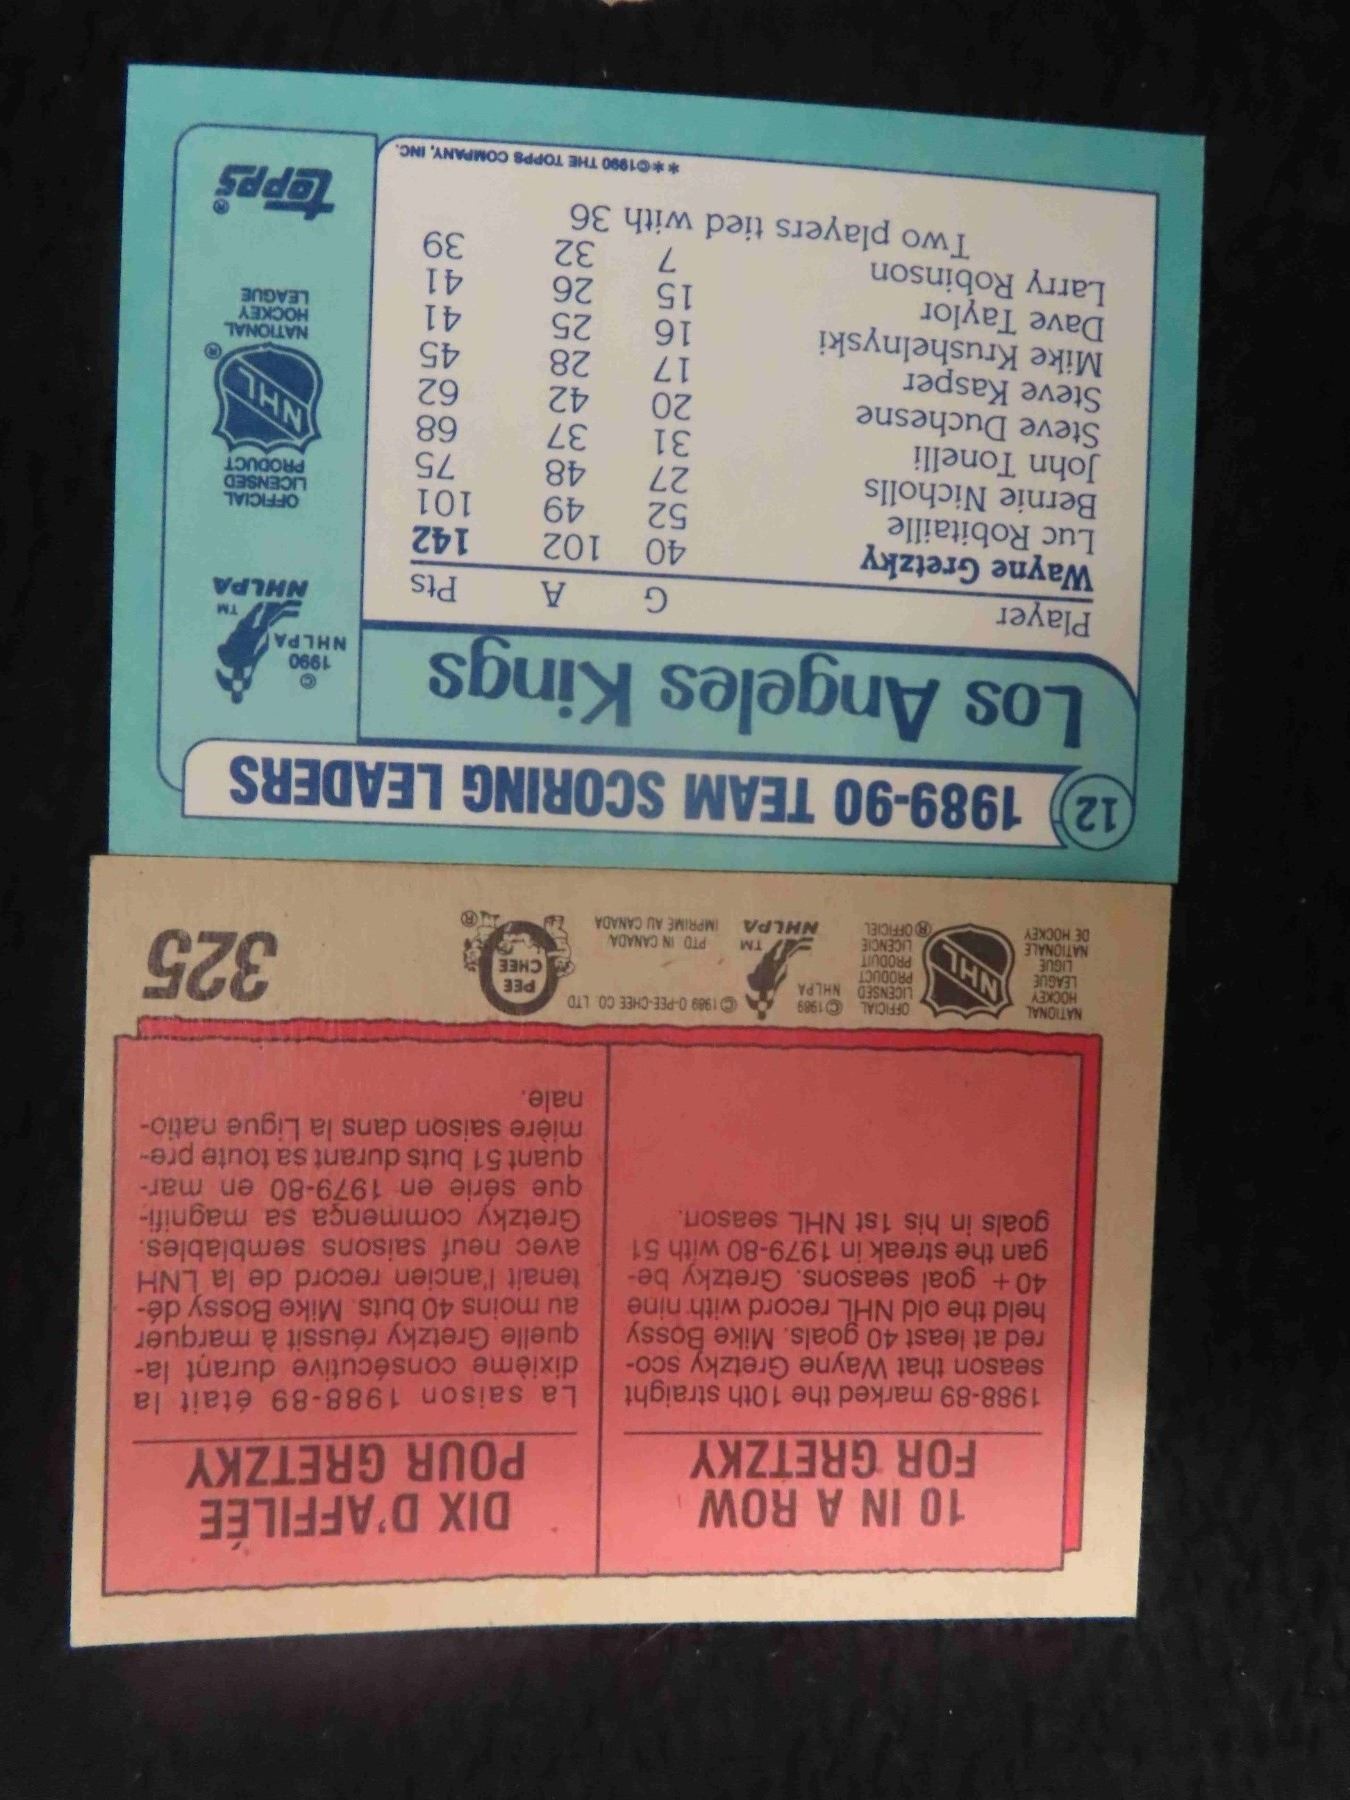 325
O
PEE
CHEE
®
© 1989 O-PEE-CHEE CO. LTD
PTD. IN CANADA
IMPRIMÉ AU CANADA
© 1989
NHLPA
TM
NHLPA
OFFICIAL
LICENSED
PRODUCT
PRODUIT
LICENCIÉ
OFFICIEL
NHL
®
NATIONAL
HOCKEY
LEAGUE
LIGUE
NATIONALE
DE HOCKEY
10 IN A ROW
FOR GRETZKY
1988-89 marked the 10th straight
season that Wayne Gretzky sco-
red at least 40 goals. Mike Bossy
held the old NHL record with nine
40+ goal seasons. Gretzky be-
gan the streak in 1979-80 with 51
goals in his 1st NHL season.
DIX D'AFFILÉE
POUR GRETZKY
La saison 1988-89 était la
dixième consécutive durant la-
quelle Gretzky réussit à marquer
au moins 40 buts. Mike Bossy dé-
tenait l'ancien record de la LNH
avec neuf saisons semblables.
Gretzky commença sa magnifi-
que série en 1979-80 en mar-
quant 51 buts durant sa toute pre-
mière saison dans la Ligue natio-
nale.
12
1989-90 TEAM SCORING LEADERS
Los Angeles Kings
Player G A Pts
Wayne Gretzky 40 102 142
Luc Robitaille 52 49 101
Bernie Nicholls 27 48 75
John Tonelli 31 37 68
Steve Duchesne 20 42 62
Steve Kasper 17 28 45
Mike Krushelnyski 16 25 41
Dave Taylor 15 26 41
Larry Robinson 7 32 39
Two players tied with 36
**©1990 THE TOPPS COMPANY, INC.
©
1990
NHLPA
TM
NHLPA
OFFICIAL
LICENSED
PRODUCT
NHL
®
NATIONAL
HOCKEY
LEAGUE
topps®